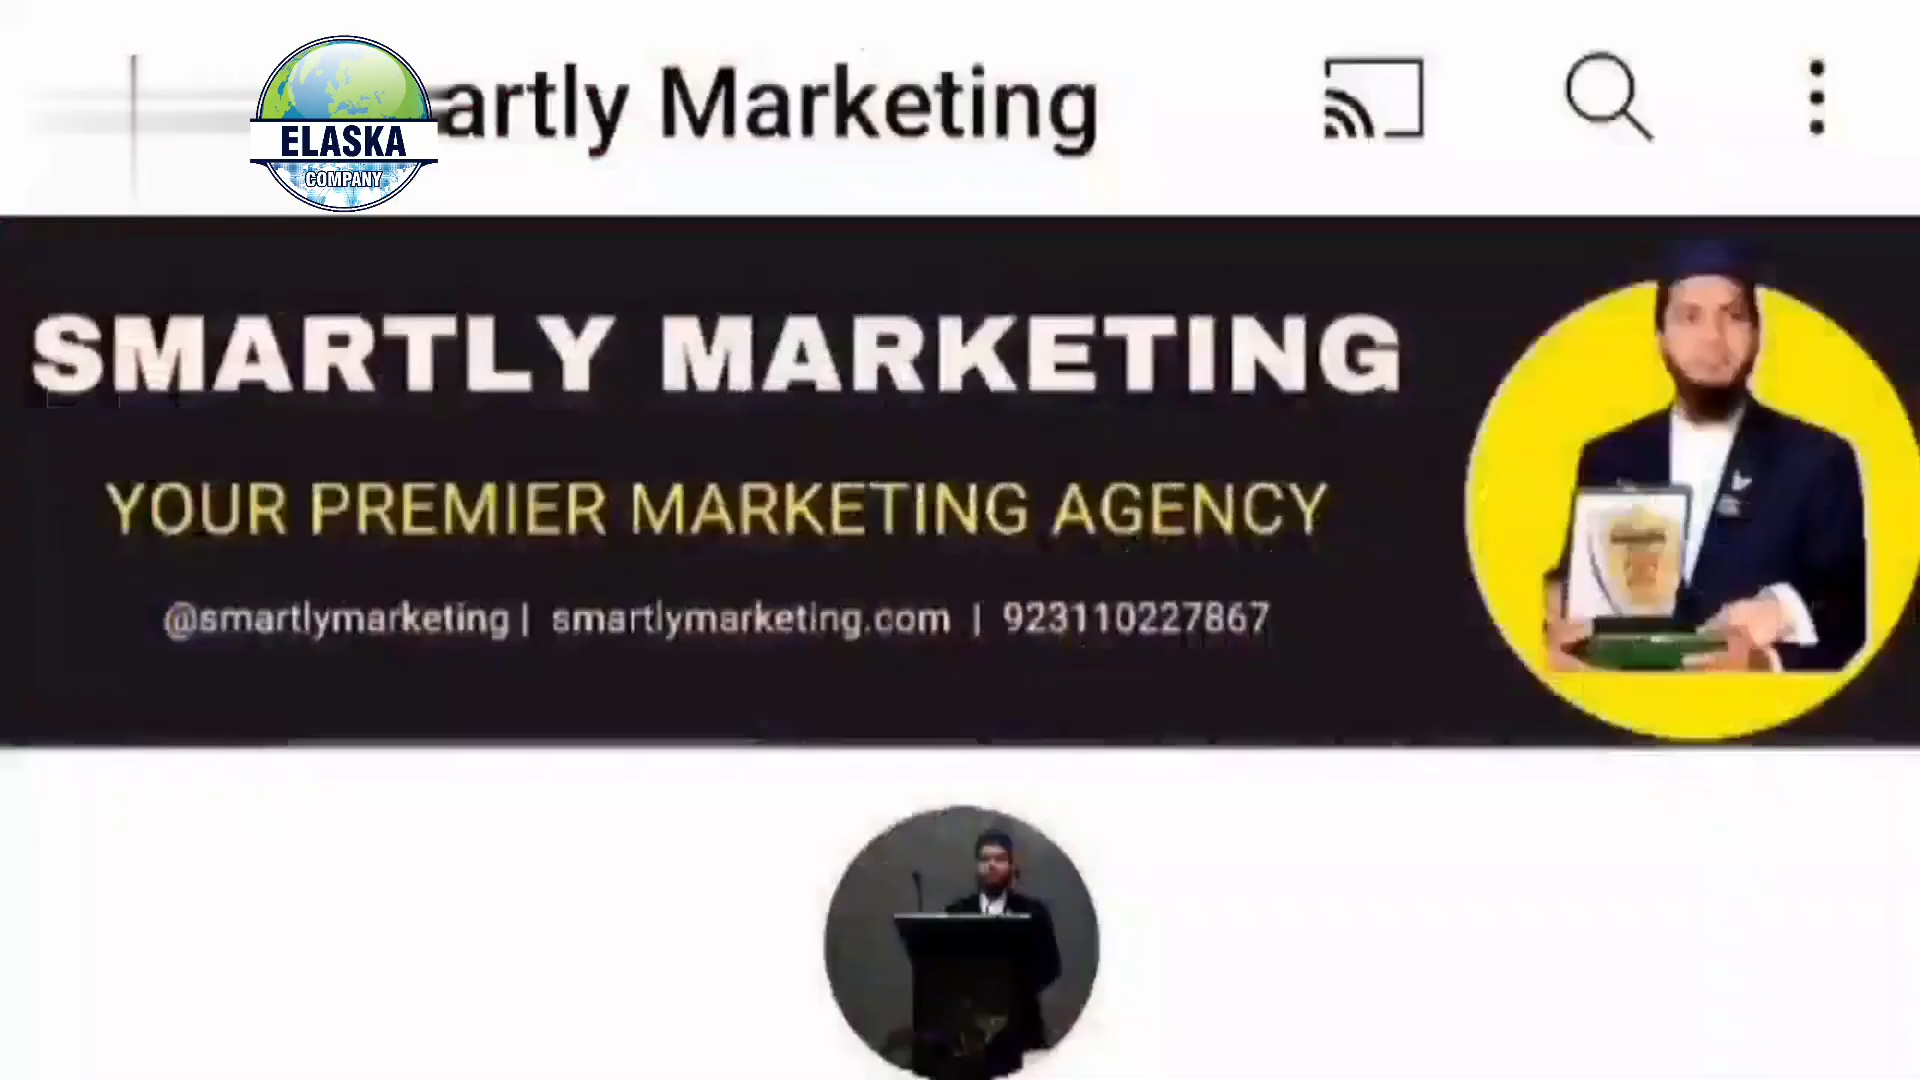 ELASKA
COMPANY
artly Marketing
SMARTLY MARKETING
YOUR PREMIER MARKETING AGENCY
@smartlymarketing | smartlymarketing.com | 923110227867